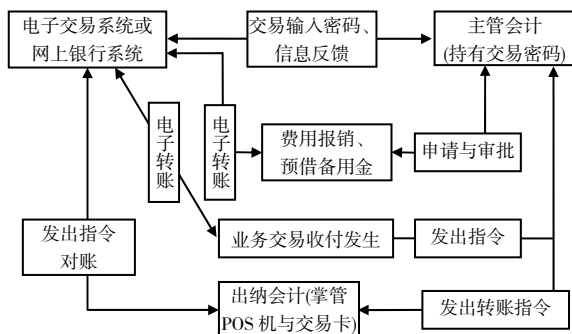 电子交易系统或
网上银行系统
交易输入密码、
信息反馈
主管会计
(持有交易密码)
电子转账
电子转账
费用报销、
预借备用金
申请与审批
发出指令
对账
业务交易收付发生
发出指令
出纳会计(掌管
POS 机与交易卡)
发出转账指令